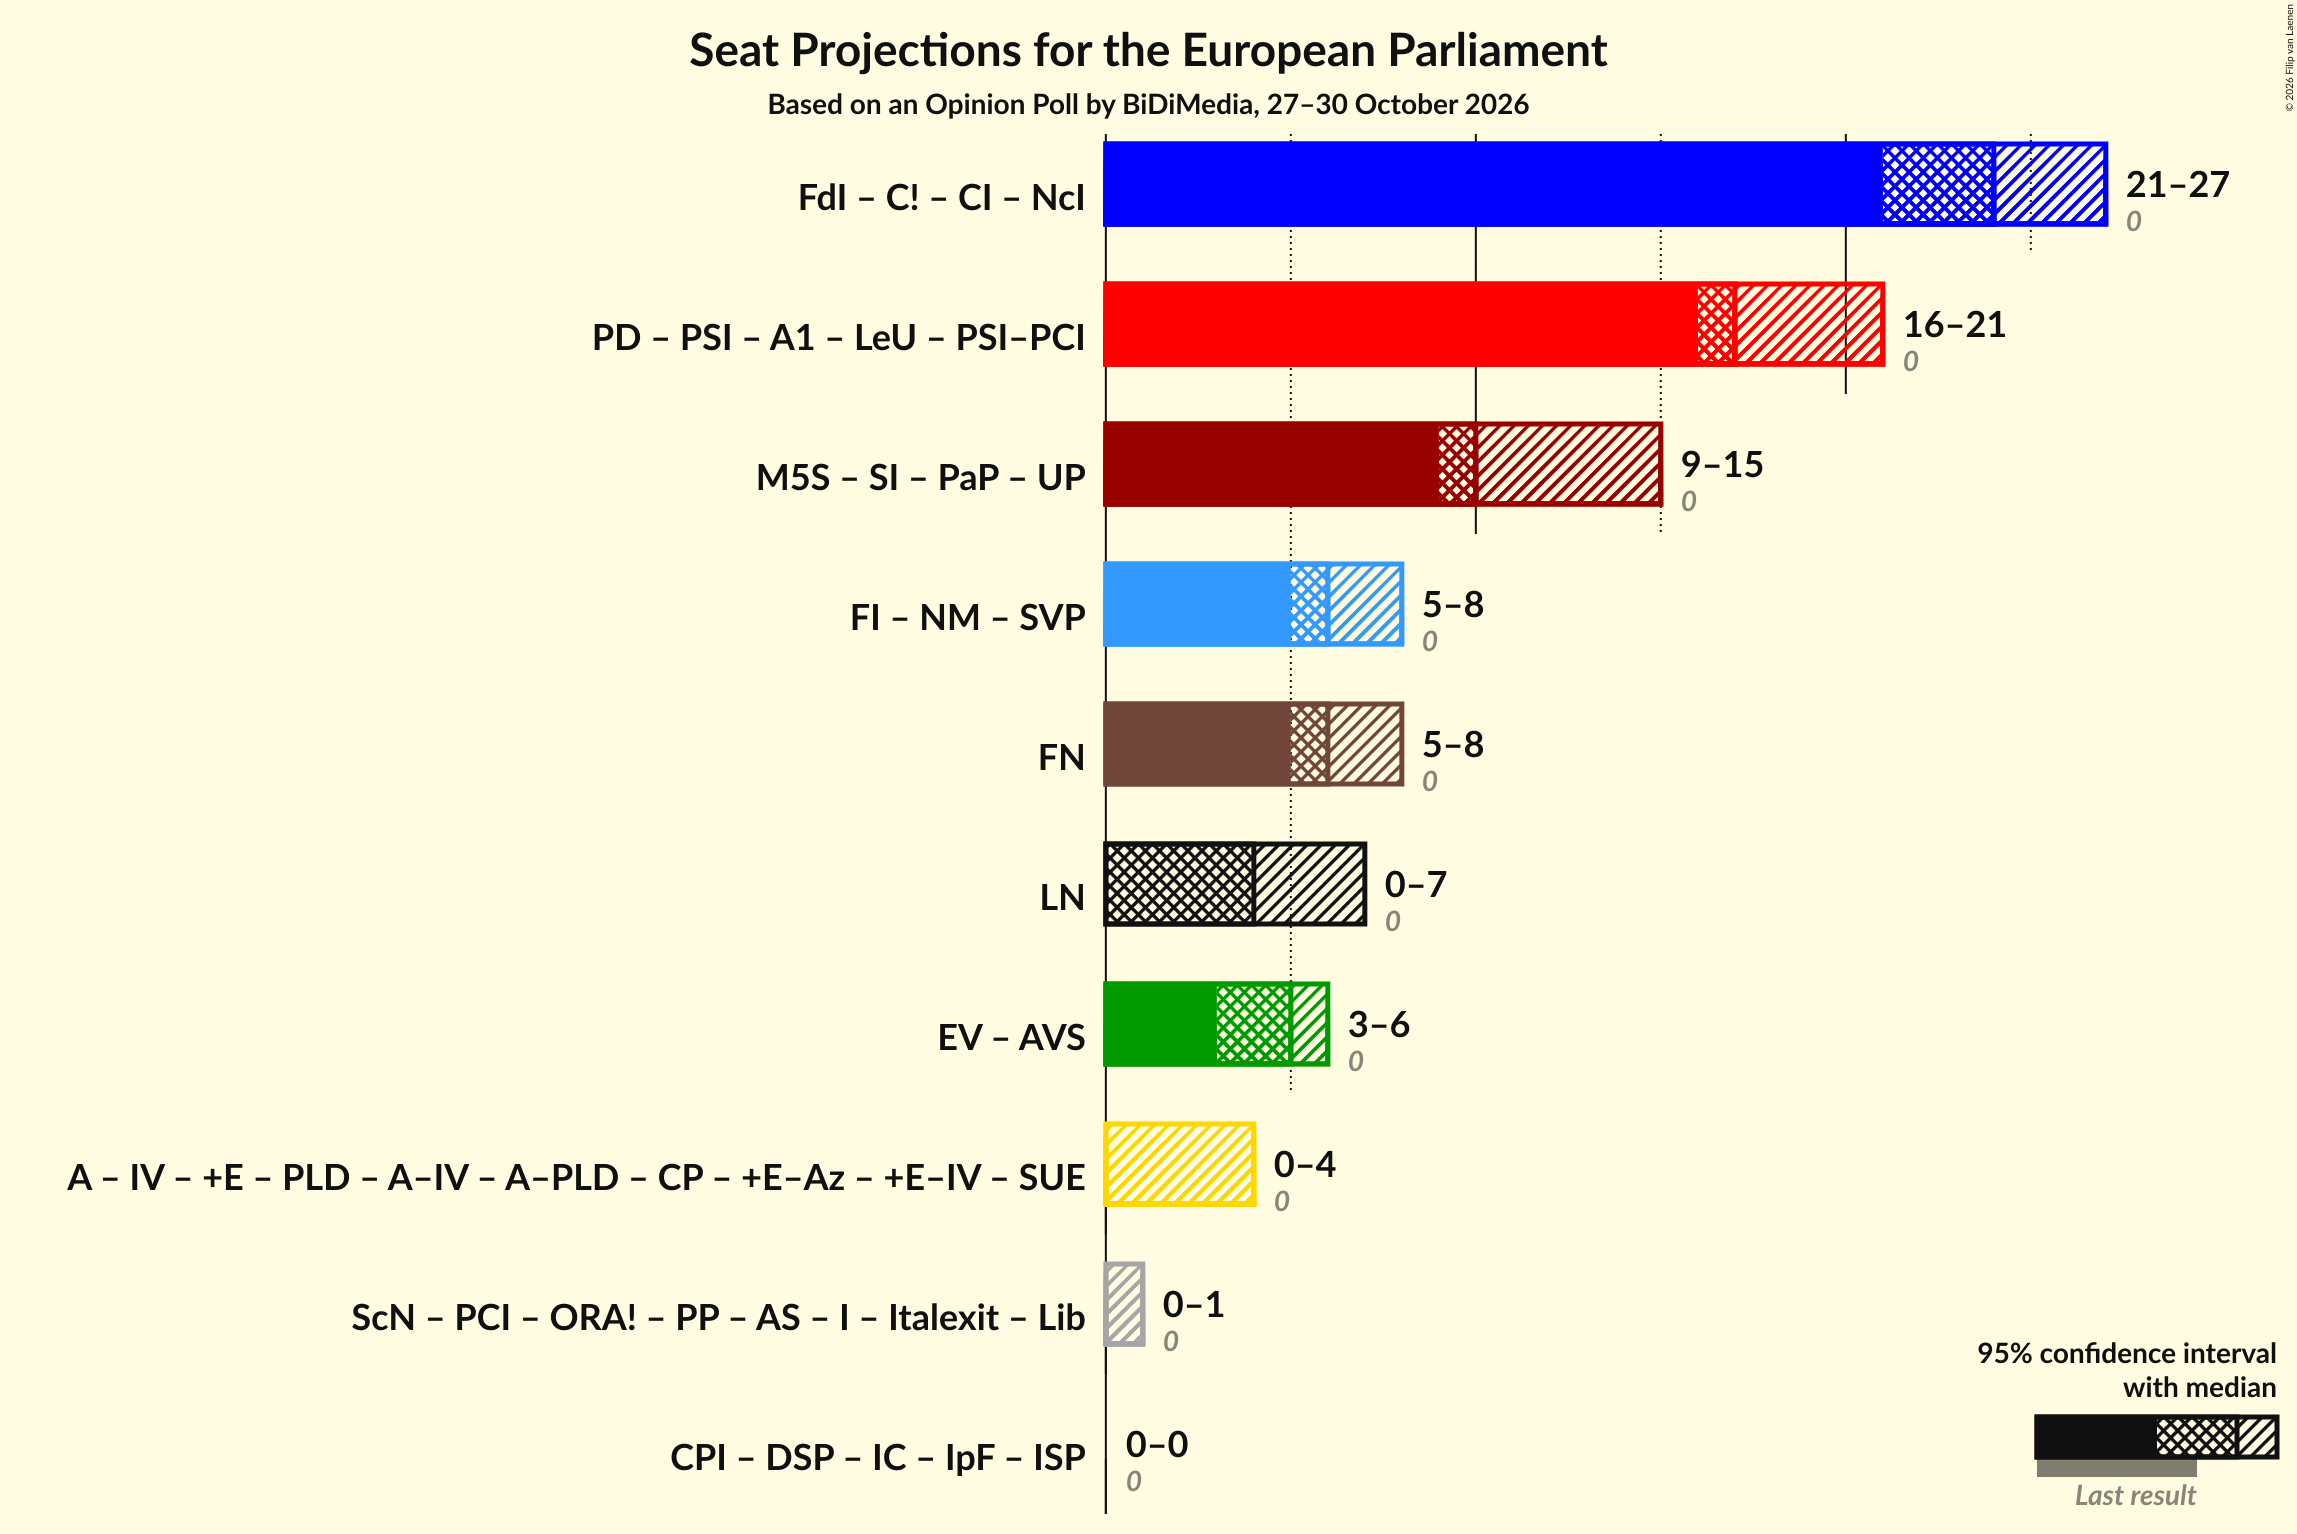 Seat Projections for the European Parliament
Based on an Opinion Poll by BiDiMedia, 27–30 October 2026
© 2026 Filip van Laenen
FdI – C! – CI – NcI
21–27
0
PD – PSI – A1 – LeU – PSI–PCI
16–21
0
M5S – SI – PaP – UP
9–15
0
FI – NM – SVP
5–8
0
FN
5–8
0
LN
0–7
0
EV – AVS
3–6
0
A – IV – +E – PLD – A–IV – A–PLD – CP – +E–Az – +E–IV – SUE
0–4
0
ScN – PCI – ORA! – PP – AS – I – Italexit – Lib
0–1
0
CPI – DSP – IC – IpF – ISP
0–0
0
95% confidence interval
with median
Last result